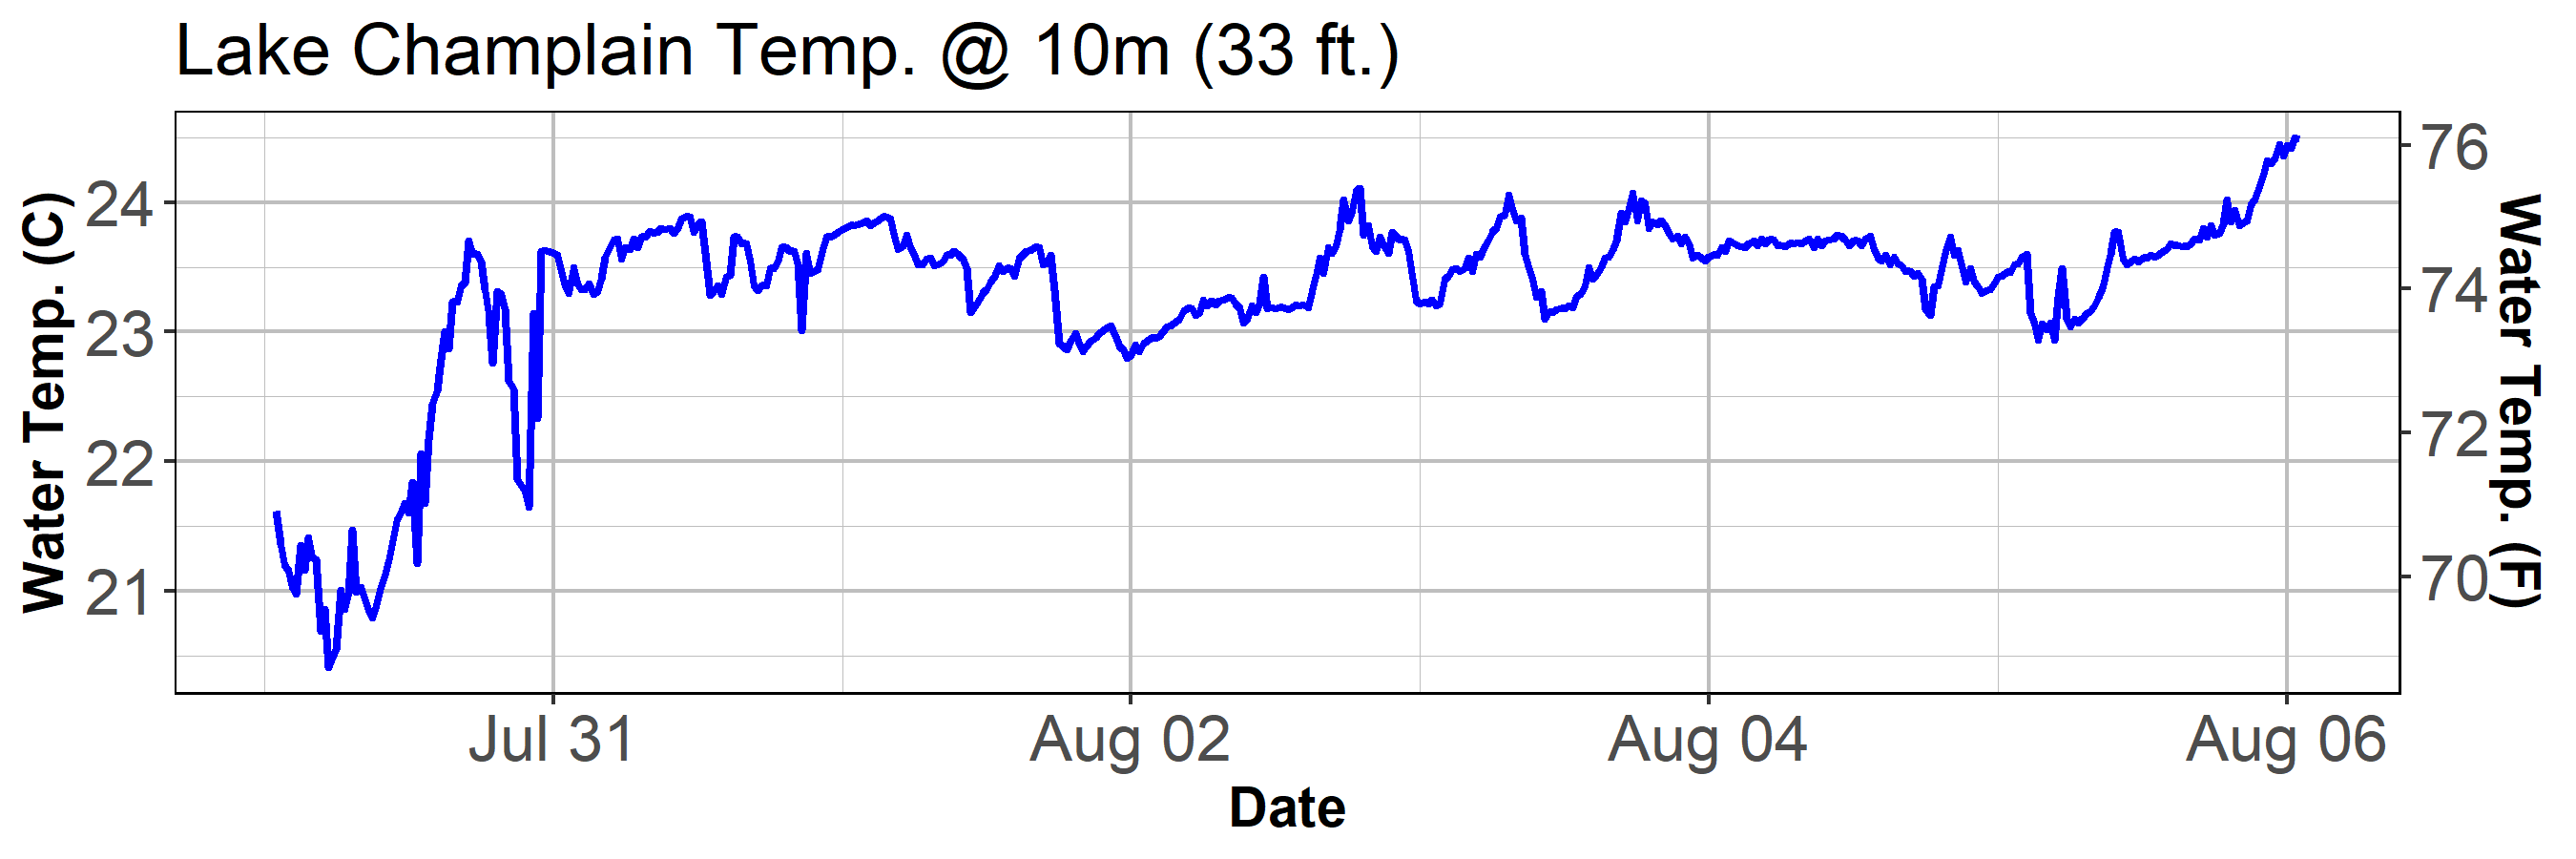 Lake Champlain Temp. @ 10m (33 ft.)
Water Temp. (C)
24
23
22
21
76
74
72
70
Water Temp. (F)
Jul 31
Aug 02
Aug 04
Aug 06
Date